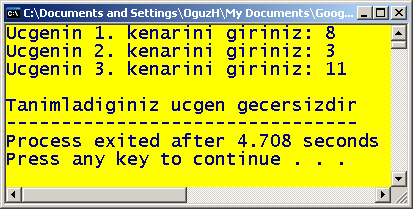 C:\Documents and Settings\OguzH\My Documents\Goog...
Ucgenin 1. kenarini giriniz: 8
Ucgenin 2. kenarini giriniz: 3
Ucgenin 3. kenarini giriniz: 11
Tanimladiginiz ucgen gecersizdir
--------------------------------
Process exited after 4.708 seconds
Press any key to continue . . .